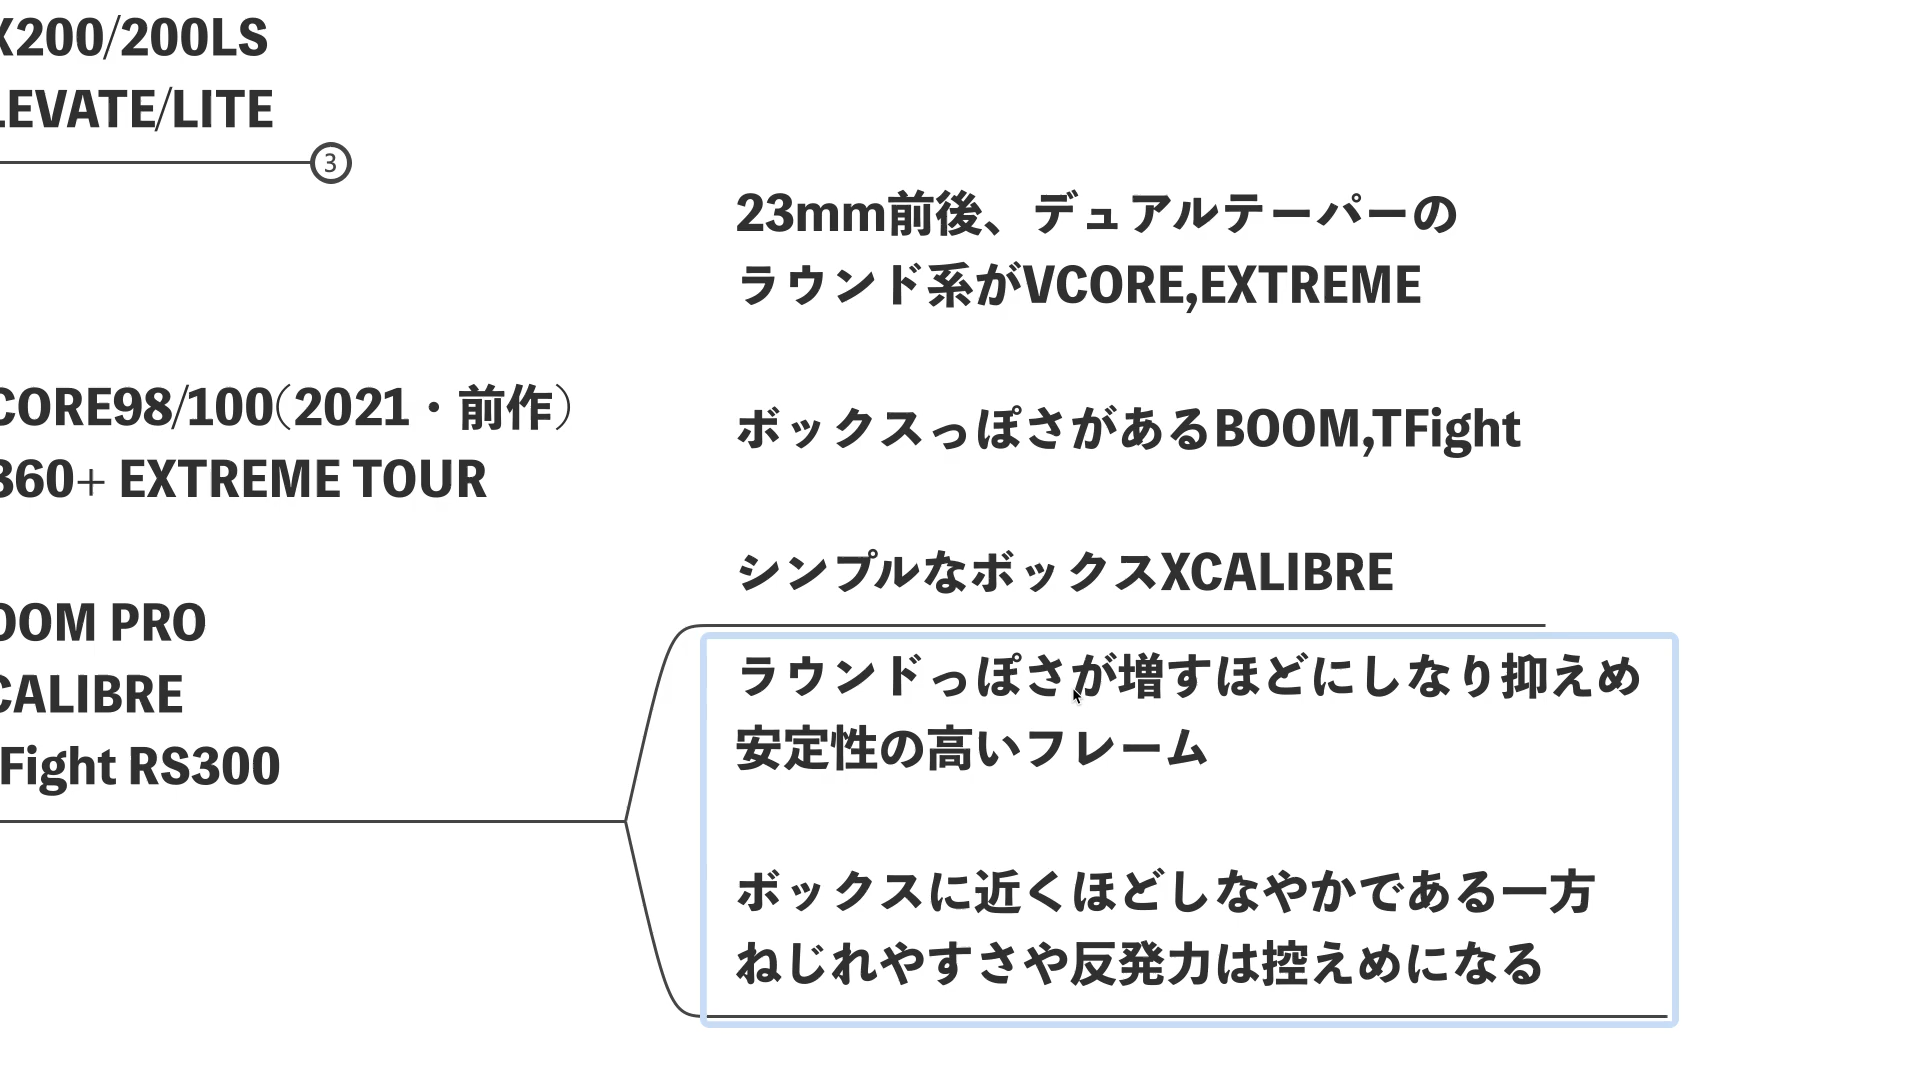 X200/200LS
LEVATE/LITE
3
CORE98/100(2021・前作)
360+ EXTREME TOUR
OOM PRO
CALIBRE
Fight RS300
23mm前後、デュアルテーパーの
ラウンド系がVCORE,EXTREME
ボックスっぽさがあるBOOM,TFight
シンプルなボックスXCALIBRE
ラウンドっぽさが増すほどにしなり抑えめ
安定性の高いフレーム
ボックスに近くほどしなやかである一方
ねじれやすさや反発力は控えめになる